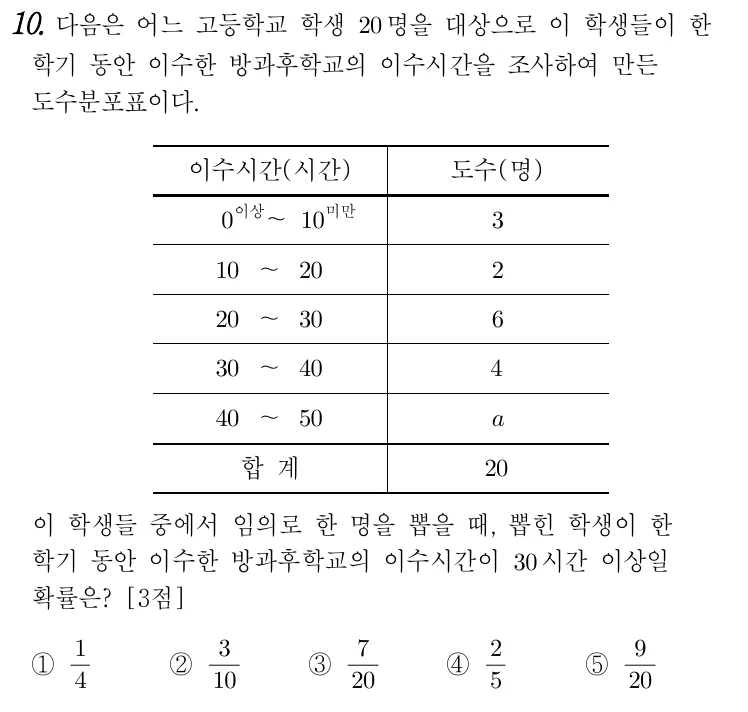 10. 다음은 어느 고등학교 학생 20명을 대상으로 이 학생들이 한
학기 동안 이수한 방과후학교의 이수시간을 조사하여 만든
도수분포표이다.
이수시간(시간) 도수(명)
0이상~ 10미만 3
10 ~ 20 2
20 ~ 30 6
30 ~ 40 4
40 ~ 50 a
합 계 20
이 학생들 중에서 임의로 한 명을 뽑을 때, 뽑힌 학생이 한
학기 동안 이수한 방과후학교의 이수시간이 30시간 이상일
확률은? [3점]
① 1/4 ② 3/10 ③ 7/20 ④ 2/5 ⑤ 9/20